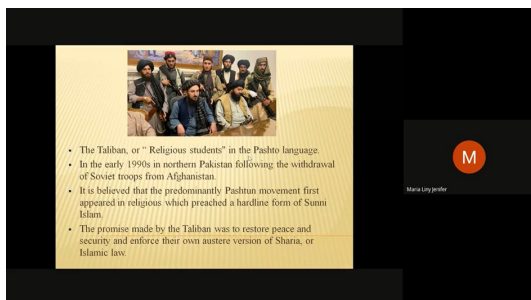 • The Taliban, or “ Religious students" in the Pashto language.
• In the early 1990s in northern Pakistan following the withdrawal
of Soviet troops from Afghanistan.
• It is believed that the predominantly Pashtun movement first
appeared in religious which preached a hardline form of Sunni
Islam.
• The promise made by the Taliban was to restore peace and
security and enforce their own austere version of Sharia, or
Islamic law.
M
Maria Liny Jenifer